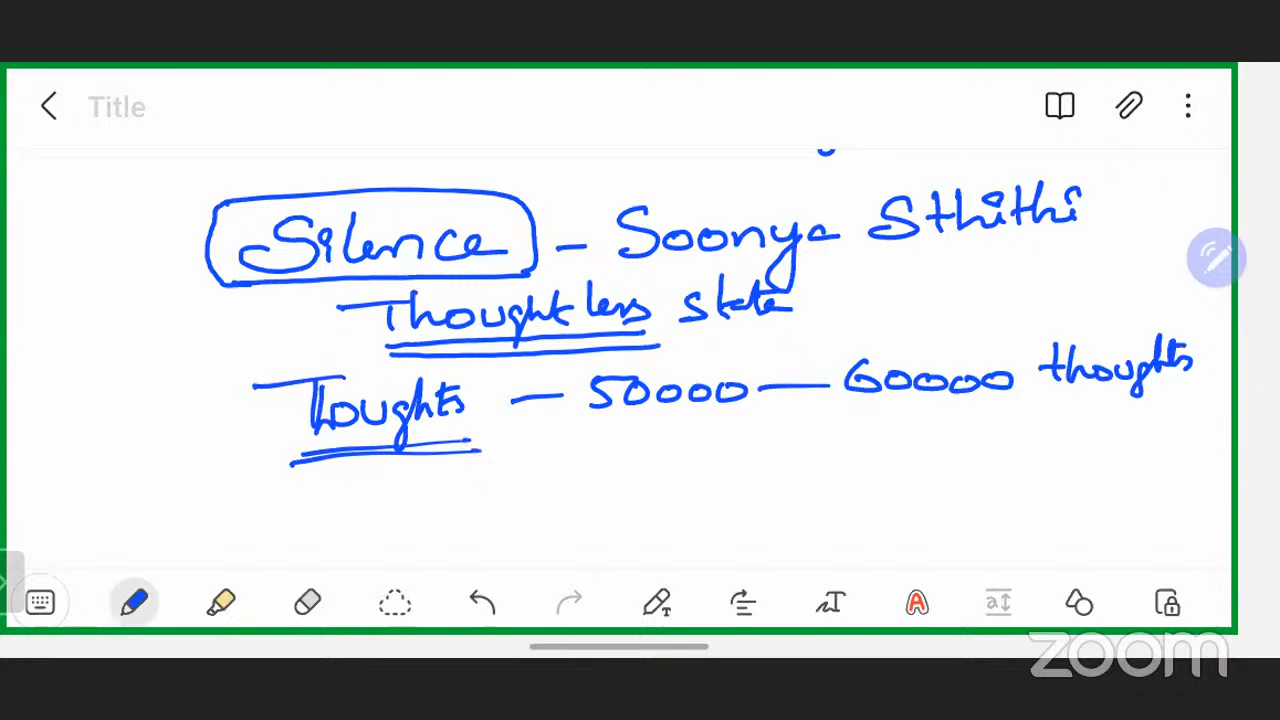 Title
Silence - Soonya Sthithi
Thoughtless state
Thoughts - 50000 - 60000 thoughts
zoom